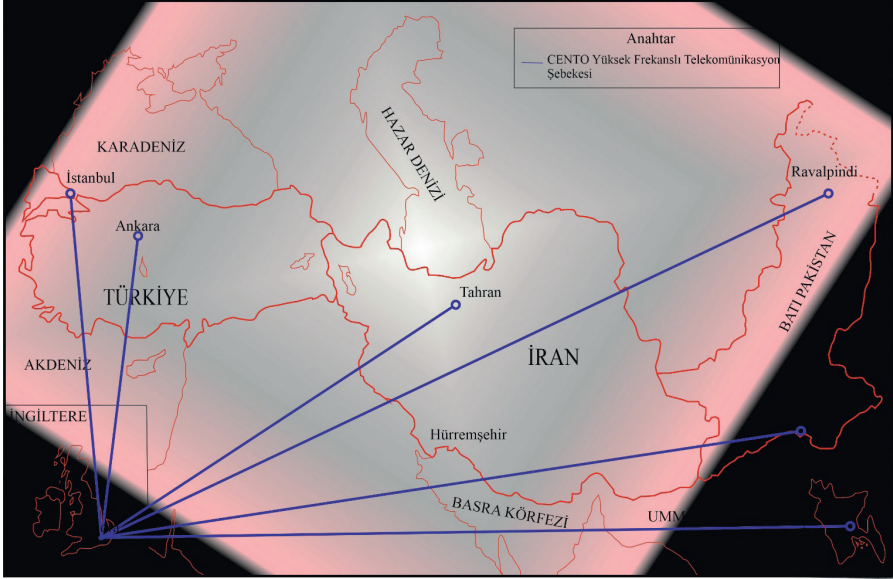 Anahtar
CENTO Yüksek Frekanslı Telekomünikasyon
Şebekesi
KARADENİZ
HAZAR DENİZİ
İstanbul
Ravalpindi
Ankara
TÜRKİYE
Tahran
BATI PAKİSTAN
İRAN
AKDENİZ
İNGİLTERE
Hürremşehir
BASRA KÖRFEZİ
UMM